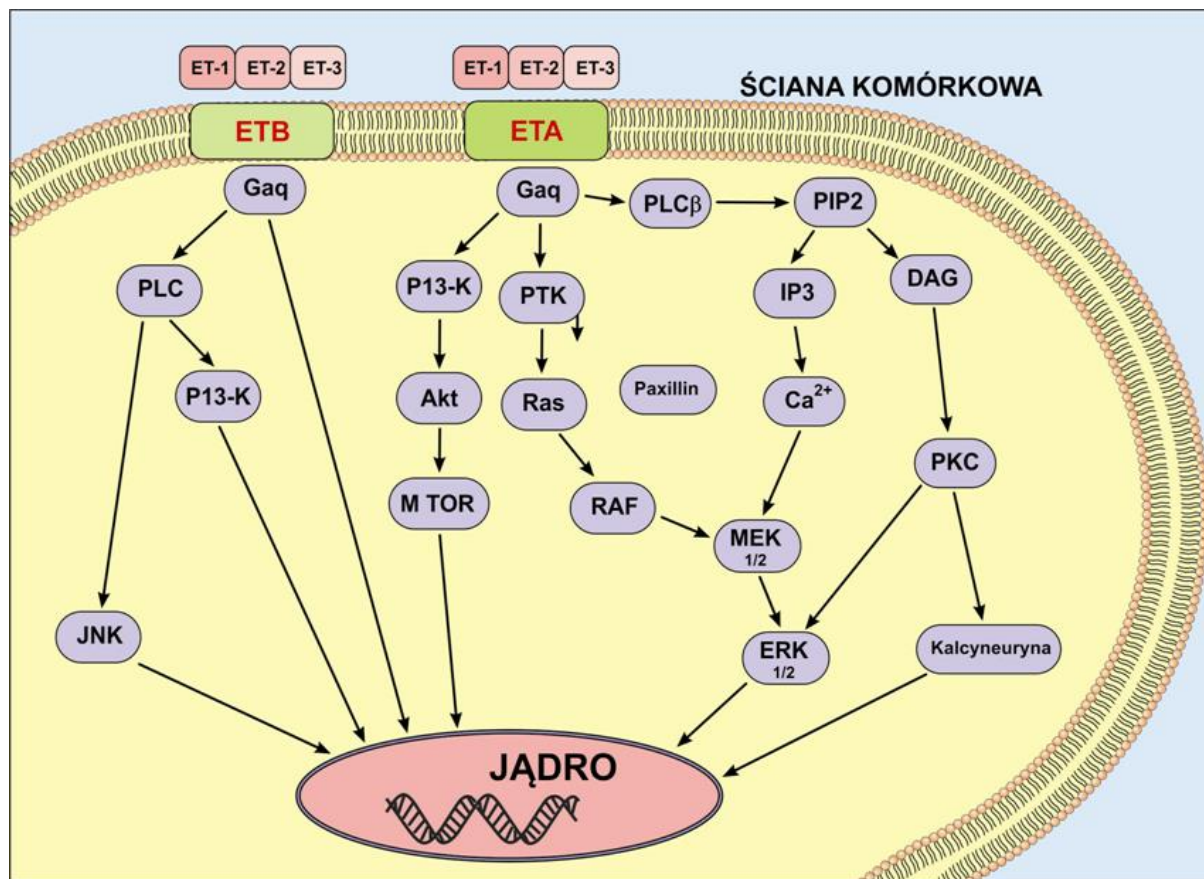 ET-1 ET-2 ET-3
ET-1 ET-2 ET-3
ŚCIANA KOMÓRKOWA
ETB
ETA
Gaq
Gaq
PLCβ
PIP2
PLC
P13-K
PTK
IP3
DAG
P13-K
Akt
Ras
Paxillin
Ca²⁺
PKC
M TOR
RAF
MEK
1/2
JNK
ERK
1/2
Kalcyneuryna
JĄDRO